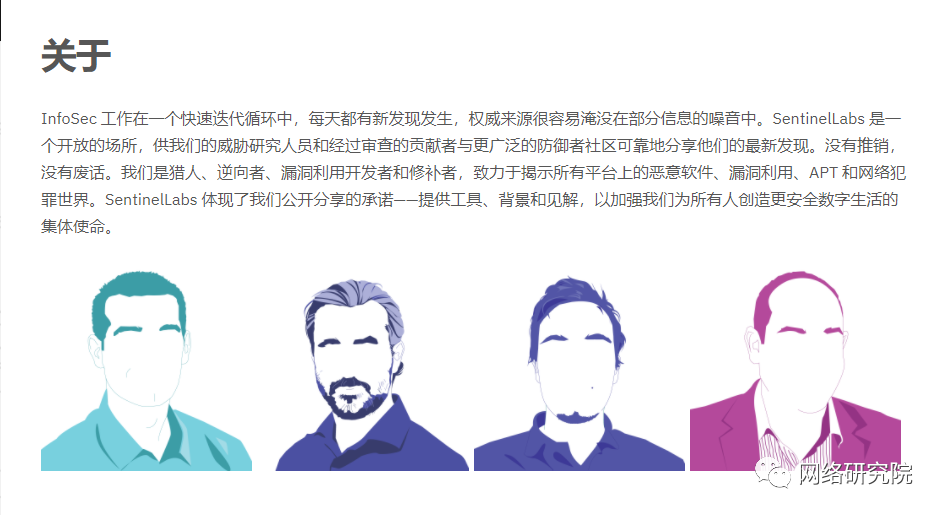 关于
InfoSec 工作在一个快速迭代循环中，每天都有新发现发生，权威来源很容易淹没在部分信息的噪音中。SentinelLabs 是一
个开放的场所，供我们的威胁研究人员和经过审查的贡献者与更广泛的防御者社区可靠地分享他们的最新发现。没有推销，
没有废话。我们是猎人、逆向者、漏洞利用开发者和修补者，致力于揭示所有平台上的恶意软件、漏洞利用、APT 和网络犯
罪世界。SentinelLabs 体现了我们公开分享的承诺——提供工具、背景和见解，以加强我们为所有人创造更安全数字生活的
集体使命。
网络研究院